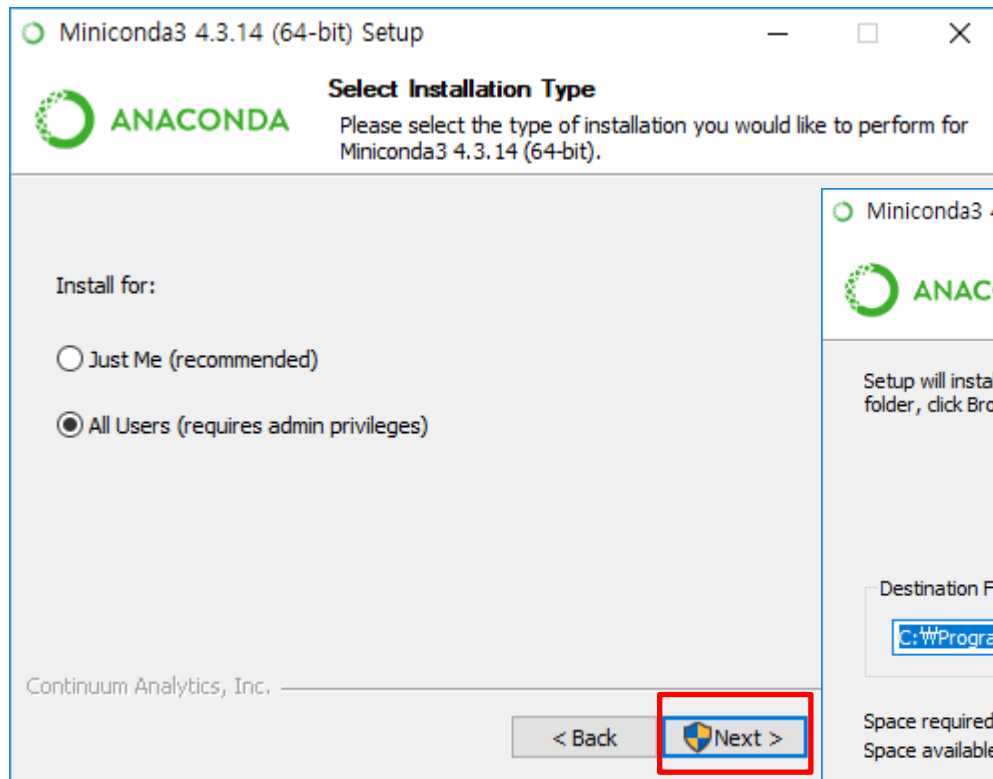 Miniconda3 4.3.14 (64-bit) Setup
ANACONDA
Select Installation Type
Please select the type of installation you would like to perform for
Miniconda3 4.3.14 (64-bit).
Install for:
Just Me (recommended)
All Users (requires admin privileges)
Continuum Analytics, Inc.
< Back
Next >
Miniconda3
ANAC
Setup will insta
folder, click Bro
Destination F
C:₩Progra
Space required
Space available